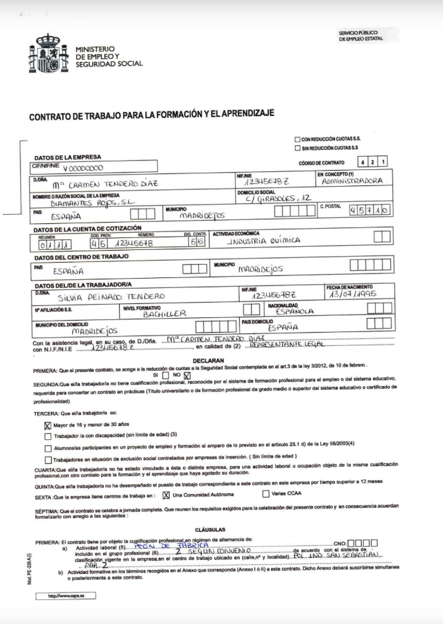 SERVICIO PÚBLICO
DE EMPLEO ESTATAL
MINISTERIO
DE EMPLEO Y
SEGURIDAD SOCIAL
CONTRATO DE TRABAJO PARA LA FORMACIÓN Y EL APRENDIZAJE
CON REDUCCIÓN CUOTAS S.S.
SIN REDUCCIÓN CUOTAS S.S.
DATOS DE LA EMPRESA CÓDIGO DE CONTRATO 4 2 1
CIF/NIF/NIE V00000000
D./DÑA. NIF./NIE EN CONCEPTO (1)
Mª CARMEN TENDERO DÍAZ 12345678Z ADMINISTRADORA
NOMBRE O RAZÓN SOCIAL DE LA EMPRESA DOMICILIO SOCIAL
DIAMANTES ROJOS, S.L C/ GIRASOLES, 12
PAIS MUNICIPIO C. POSTAL
ESPAÑA MADRIDEJOS 45710
DATOS DE LA CUENTA DE COTIZACIÓN
RÉGIMEN COD. PROV. NÚMERO DIG. CONTR. ACTIVIDAD ECONÓMICA
0111 45 12345678 56 INDUSTRIA QUÍMICA
DATOS DEL CENTRO DE TRABAJO
PAIS MUNICIPIO
ESPAÑA MADRIDEJOS
DATOS DEL/DE LA TRABAJADOR/A
D./DÑA. NIF./NIE FECHA DE NACIMIENTO
SILVIA PEINADO TENDERO 12345678Z 13/07/1995
Nº AFILIACIÓN S.S. NIVEL FORMATIVO NACIONALIDAD
BACHILLER ESPAÑOLA
MUNICIPIO DEL DOMICILIO PAIS DOMICILIO
MADRIDEJOS ESPAÑA
Con la asistencia legal, en su caso, de D./Dña. Mª CARMEN TENDERO DÍAZ
con N.I.F./N.I.E 12345678Z en calidad de (2) REPRESENTANTE LEGAL
DECLARAN
PRIMERA: Que el presente contrato, se acoge a la reducción de cuotas a la Seguridad Social contemplada en el art.3 de la ley 3/2012, de 10 de febrero.
SI NO X
SEGUNDA: Que el/la trabajador/a no tiene cualificación profesional, reconocida por el sistema de formación profesional para el empleo o del sistema educativo,
requerida para concertar un contrato en prácticas (Título universitario o de formación profesional de grado medio o superior del sistema educativo o certificado de
profesionalidad)
TERCERA: Que el/la trabajador/a es:
X Mayor de 16 y menor de 30 años
Trabajador/a con discapacidad (sin límite de edad) (3)
Alumno/a participantes en un proyecto de empleo y formación al amparo de lo previsto en el artículo 25.1 d) de la Ley 56/2003(4)
Trabajadores en situación de exclusión social contratados por empresas de inserción. (Sin límite de edad)
CUARTA: Que el/la trabajador/a no ha estado vinculado a ésta o distinta empresa, para una actividad laboral u ocupación objeto de la misma cualificación
profesional,con otro contrato para la formación y el aprendizaje que haya agotado su duración.
QUINTA: Que el/la trabajador/a no ha desempeñado el puesto de trabajo correspondiente a este contrato en esta empresa por tiempo superior a 12 meses
SEXTA: Que la empresa tiene centros de trabajo en: X Una Comunidad Autónoma Varias CCAA
SÉPTIMA: Que el contrato se celebra a jornada completa. Que reunen los requisitos exigidos para la celebración del presente contrato y en consecuencia acuerdan
formalizarlo con arreglo a las siguientes :
CLÁUSULAS
PRIMERA: El contrato tiene por objeto la cualificación profesional,en régimen de alternancia de:
a) Actividad laboral (5) PEÓN DE FÁBRICA CNO:
incluido en el grupo profesional (6) 2 SEGÚN CONVENIO de acuerdo con el sistema de
clasificación vigente en la empresa,en el centro de trabajo ubicado en (calle,nº y localidad) POL. IND. SAN SEBASTIÁN
2
b) Actividad formativa en los términos recogidos en el Anexo que corresponda (Anexo I ó II) a este contrato. Dicho Anexo deberá suscribirse simultánea
o posteriormente a este contrato.
http://www.sepe.es